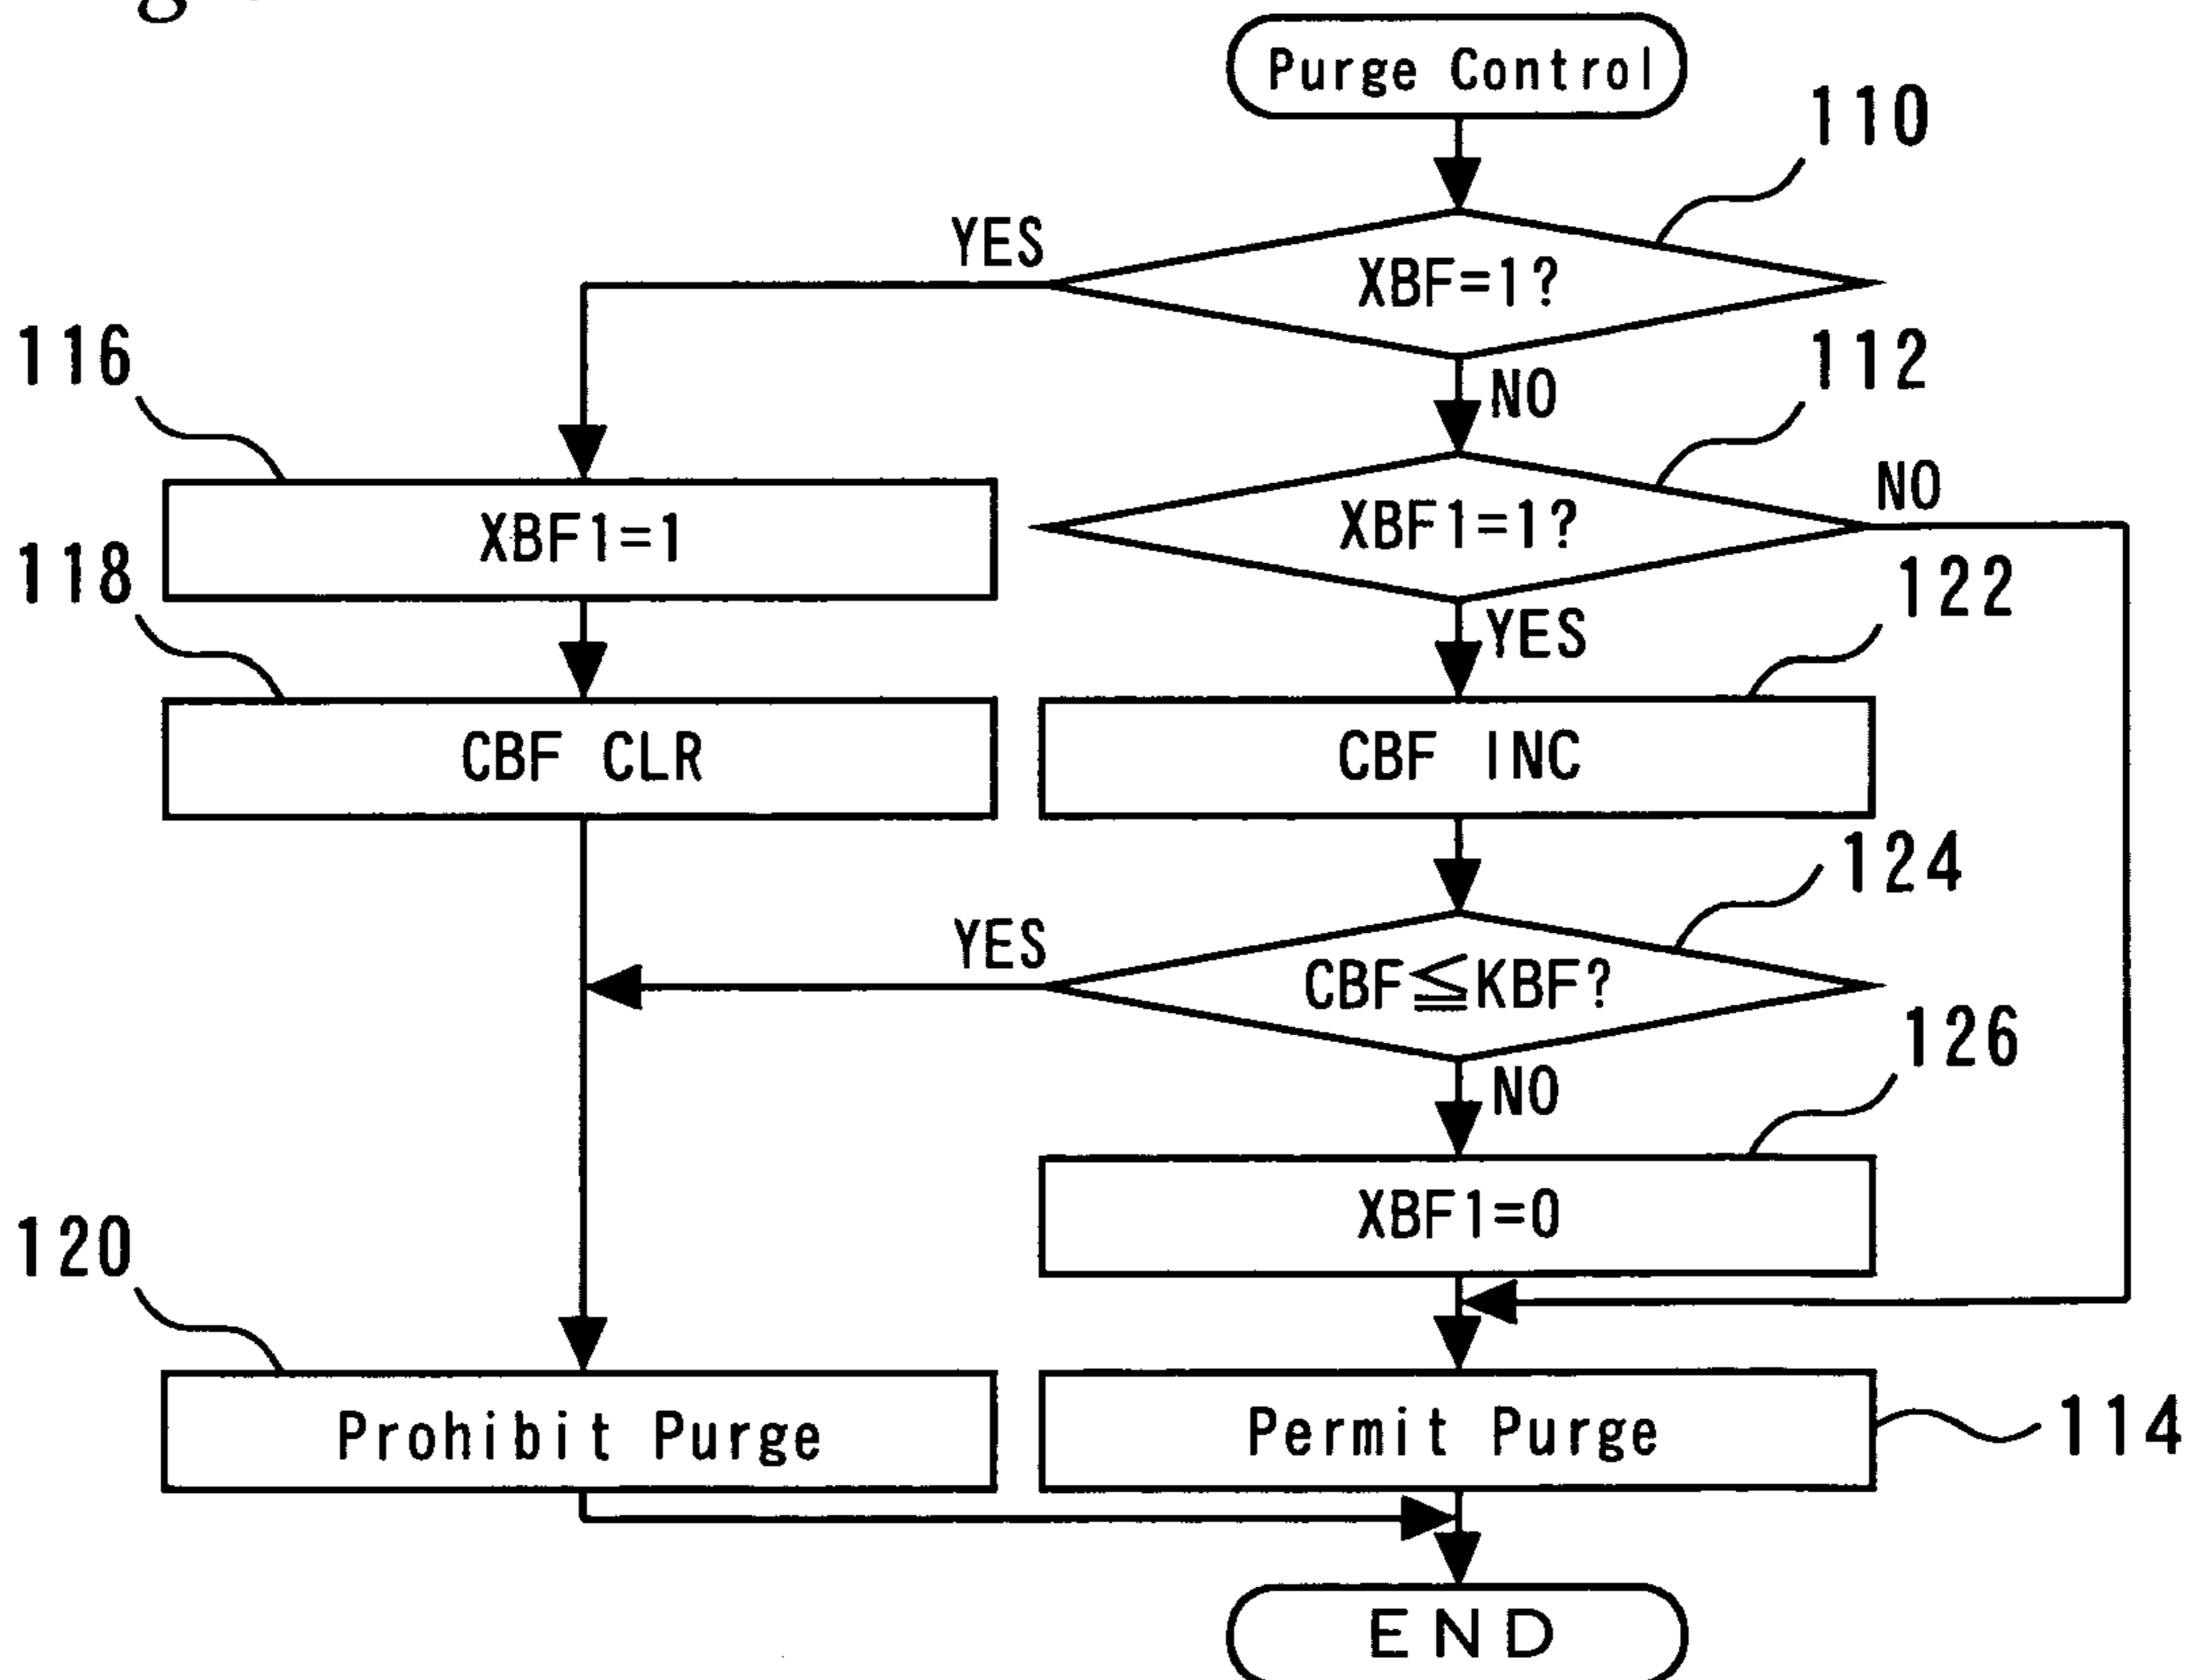 Purge Control
110
YES
XBF=1?
116
NO
112
XBF1=1
XBF1=1?
NO
118
YES
122
CBF CLR
CBF INC
124
YES
CBF≦KBF?
126
NO
XBF1=0
120
Prohibit Purge
Permit Purge
114
END